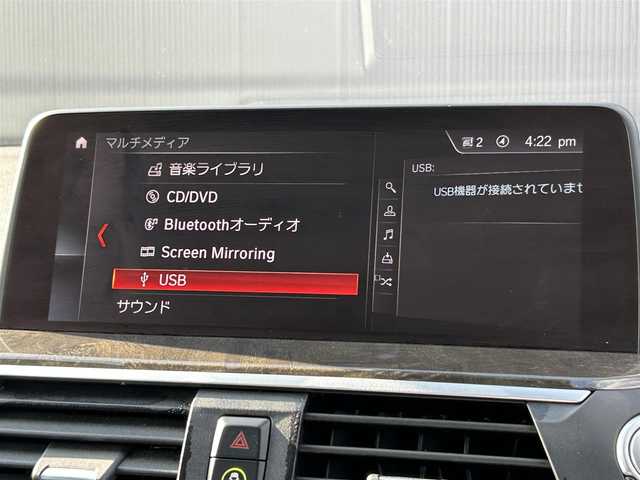 マルチメディア
2 4:22 pm
音楽ライブラリ
CD/DVD
Bluetoothオーディオ
Screen Mirroring
USB
サウンド
USB:
USB機器が接続されていませ